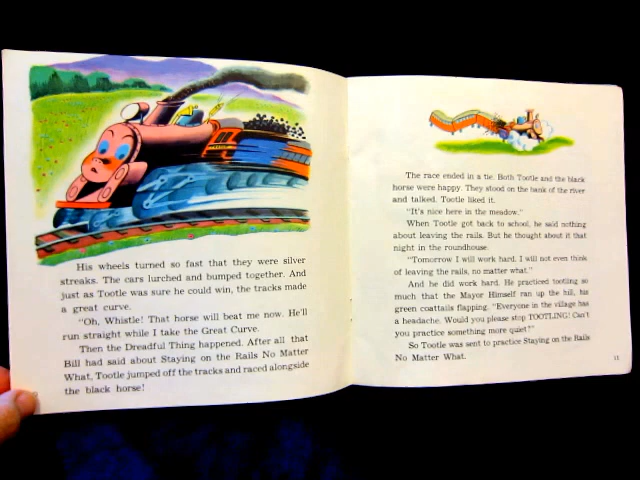 His wheels turned so fast that they were silver
streaks. The cars lurched and bumped together. And
just as Tootle was sure he could win, the tracks made
a great curve.
"Oh, Whistle! That horse will beat me now. He'll
run straight while I take the Great Curve.
Then the Dreadful Thing happened. After all that
Bill had said about Staying on the Rails No Matter
What, Tootle jumped off the tracks and raced alongside
the black horse!
The race ended in a tie. Both Tootle and the black
horse were happy. They stood on the bank of the river
and talked. Tootle liked it.
"It's nice here in the meadow."
When Tootle got back to school, he said nothing
about leaving the rails. But he thought about it that
night in the roundhouse.
"Tomorrow I will work hard. I will not even think
of leaving the rails, no matter what."
And he did work hard. He practiced tootling so
much that the Mayor Himself ran up the hill, his
green coattails flapping. "Everyone in the village has
a headache. Would you please stop TOOTLING! Can't
you practice something more quiet?"
So Tootle was sent to practice Staying on the Rails
No Matter What.
11